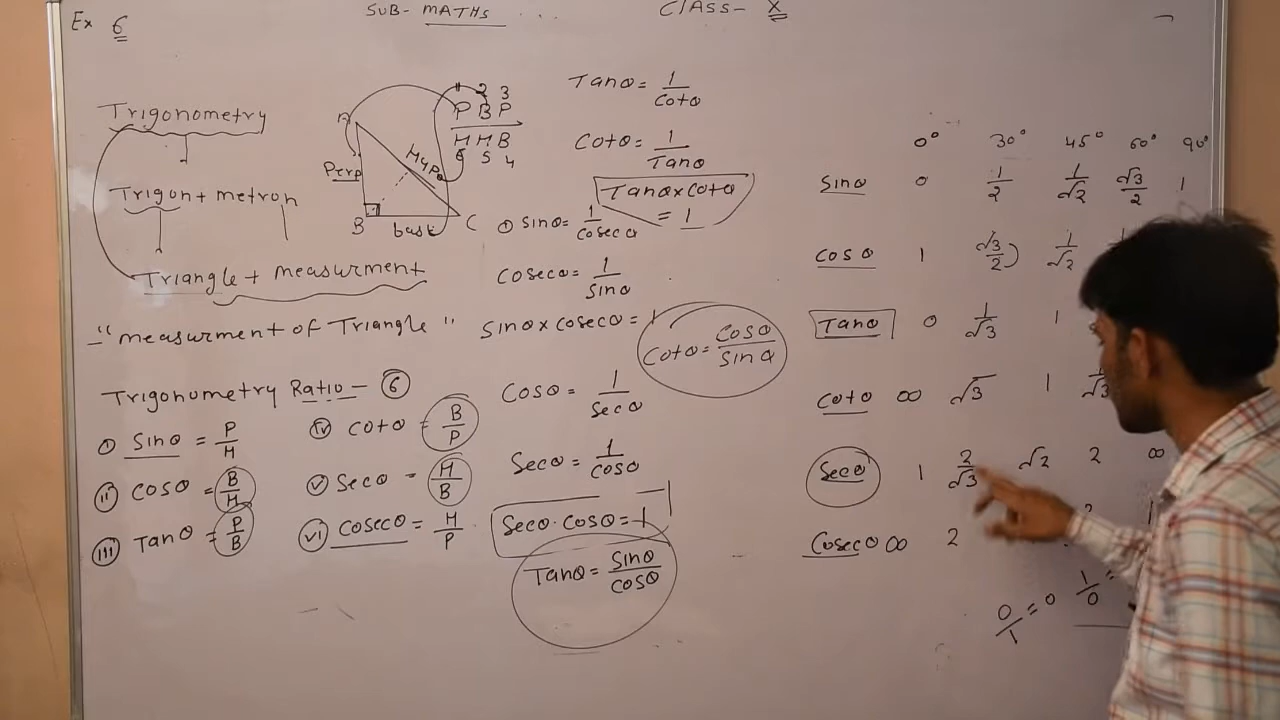 Ex 6
SUB- MATHS ...
CLASS- X
Trigonometry
Trigon + metron
Triangle + measurment
"measurment of Triangle"
Trigonometry Ratio - 6
(i) Sinθ = P/H
(ii) COSθ = B/H
(iii) Tanθ = P/B
(iv) Cotθ = B/P
(v) Secθ = H/B
(vi) Cosecθ = H/P
A
B
C
Perp
Hypo
base
1 2 3
P B P
H H B
6 5 4
Tanθ = 1/Cotθ
Cotθ = 1/Tanθ
Tanθ x Cotθ = 1
(1) Sinθ = 1/Cosecθ
Cosecθ = 1/Sinθ
Sinθ x Cosecθ = 1
Cotθ = Cosθ/Sinθ
Cosθ = 1/Secθ
Secθ = 1/Cosθ
Secθ · Cosθ = 1
Tanθ = Sinθ/Cosθ
0° 30° 45° 60° 90°
Sinθ 0 1/2 1/√2 √3/2 1
Cosθ 1 √3/2 1/√2
Tanθ 0 1/√3 1
Cotθ ∞ √3 1 1/√3
Secθ 1 2/√3 √2 2 ∞
Cosecθ ∞ 2
0/1 = 0
1/0 =